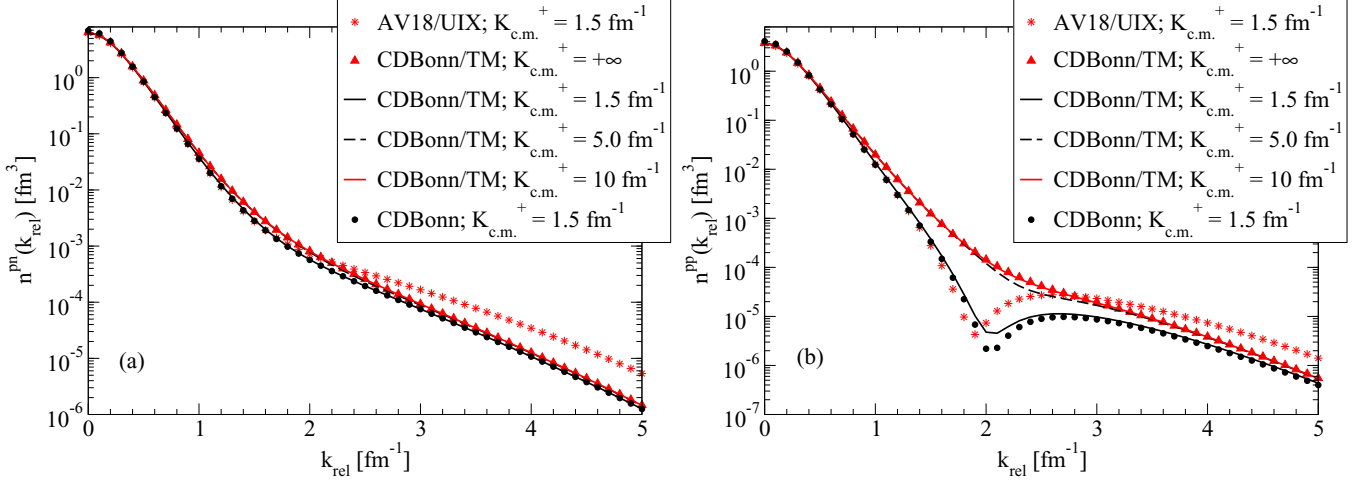 AV18/UIX; K_c.m.^+ = 1.5 fm^-1
CDBonn/TM; K_c.m.^+ = +∞
CDBonn/TM; K_c.m.^+ = 1.5 fm^-1
CDBonn/TM; K_c.m.^+ = 5.0 fm^-1
CDBonn/TM; K_c.m.^+ = 10 fm^-1
CDBonn; K_c.m.^+ = 1.5 fm^-1
n^pn(k_rel) [fm^3]
10^0
10^-1
10^-2
10^-3
10^-4
10^-5
10^-6
(a)
0 1 2 3 4 5
k_rel [fm^-1]
AV18/UIX; K_c.m.^+ = 1.5 fm^-1
CDBonn/TM; K_c.m.^+ = +∞
CDBonn/TM; K_c.m.^+ = 1.5 fm^-1
CDBonn/TM; K_c.m.^+ = 5.0 fm^-1
CDBonn/TM; K_c.m.^+ = 10 fm^-1
CDBonn; K_c.m.^+ = 1.5 fm^-1
n^pp(k_rel) [fm^3]
10^0
10^-1
10^-2
10^-3
10^-4
10^-5
10^-6
10^-7
(b)
0 1 2 3 4 5
k_rel [fm^-1]